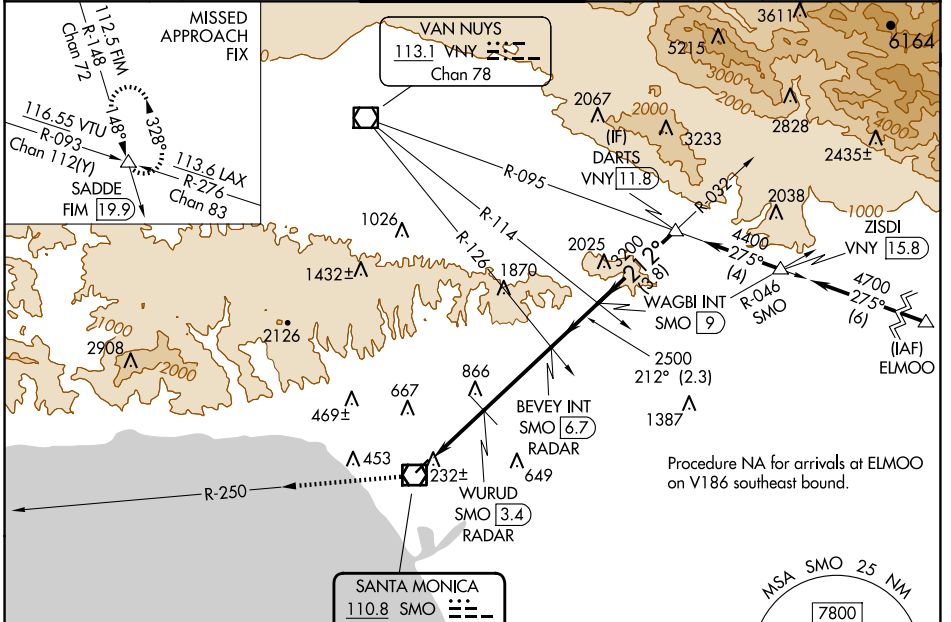 MISSED
APPROACH
FIX
112.5 FIM
R-148
Chan 72
148°
328°
116.55 VTU
R-093
Chan 112(Y)
113.6 LAX
R-276
Chan 83
SADDE
FIM 19.9
VAN NUYS
113.1 VNY
Chan 78
3611
5215
6164
3000
2000
2067
2000
3233
2828
4000
2435±
(IF)
DARTS
VNY 11.8
R-095
R-032
2038
1000
ZISDI
VNY 15.8
R-114
R-126
1026
2025
3200
212°
(3.8)
4400
275°
(4)
4700
275°
(6)
1432±
1870
WAGBI INT
SMO 9
R-046
SMO
(IAF)
ELMOO
1000
2126
2908
2000
2500
212° (2.3)
866
667
469±
BEVEY INT
SMO 6.7
RADAR
1387
453
232±
649
Procedure NA for arrivals at ELMOO
on V186 southeast bound.
R-250
WURUD
SMO 3.4
RADAR
SANTA MONICA
110.8 SMO
MSA SMO 25 NM
7800